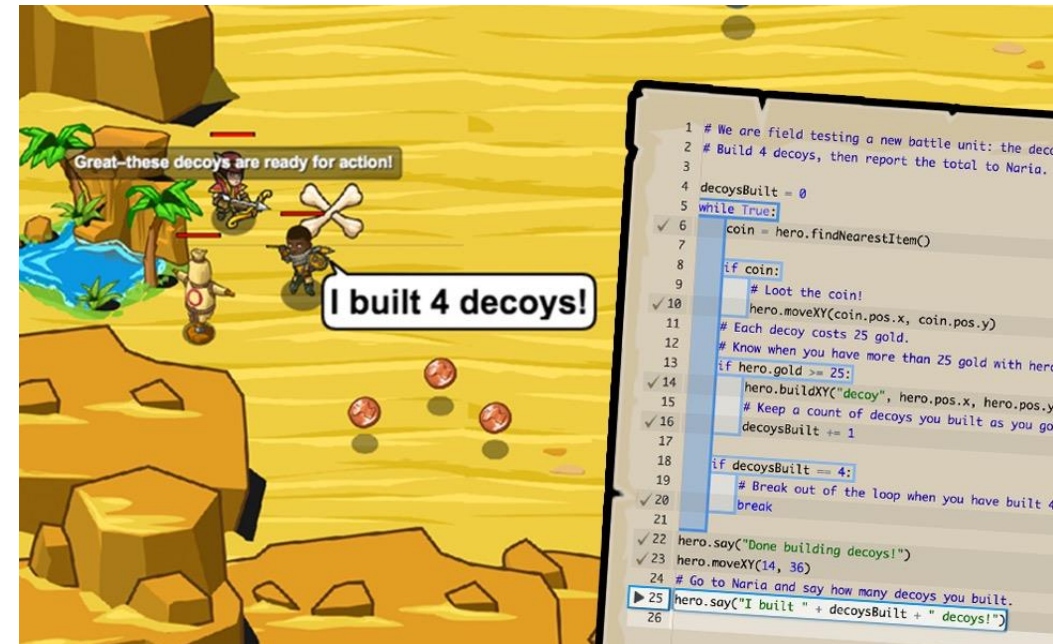 Great–these decoys are ready for action!
I built 4 decoys!
1 # We are field testing a new battle unit: the deco
2 # Build 4 decoys, then report the total to Naria.
3
4 decoysBuilt = 0
5 while True:
6 coin = hero.findNearestItem()
7
8 if coin:
9 # Loot the coin!
10 hero.moveXY(coin.pos.x, coin.pos.y)
11 # Each decoy costs 25 gold.
12 # Know when you have more than 25 gold with hero
13 if hero.gold >= 25:
14 hero.buildXY("decoy", hero.pos.x, hero.pos.y
15 # Keep a count of decoys you built as you go
16 decoysBuilt += 1
17
18 if decoysBuilt == 4:
19 # Break out of the loop when you have built 4
20 break
21
22 hero.say("Done building decoys!")
23 hero.moveXY(14, 36)
24 # Go to Naria and say how many decoys you built.
25 hero.say("I built " + decoysBuilt + " decoys!")
26